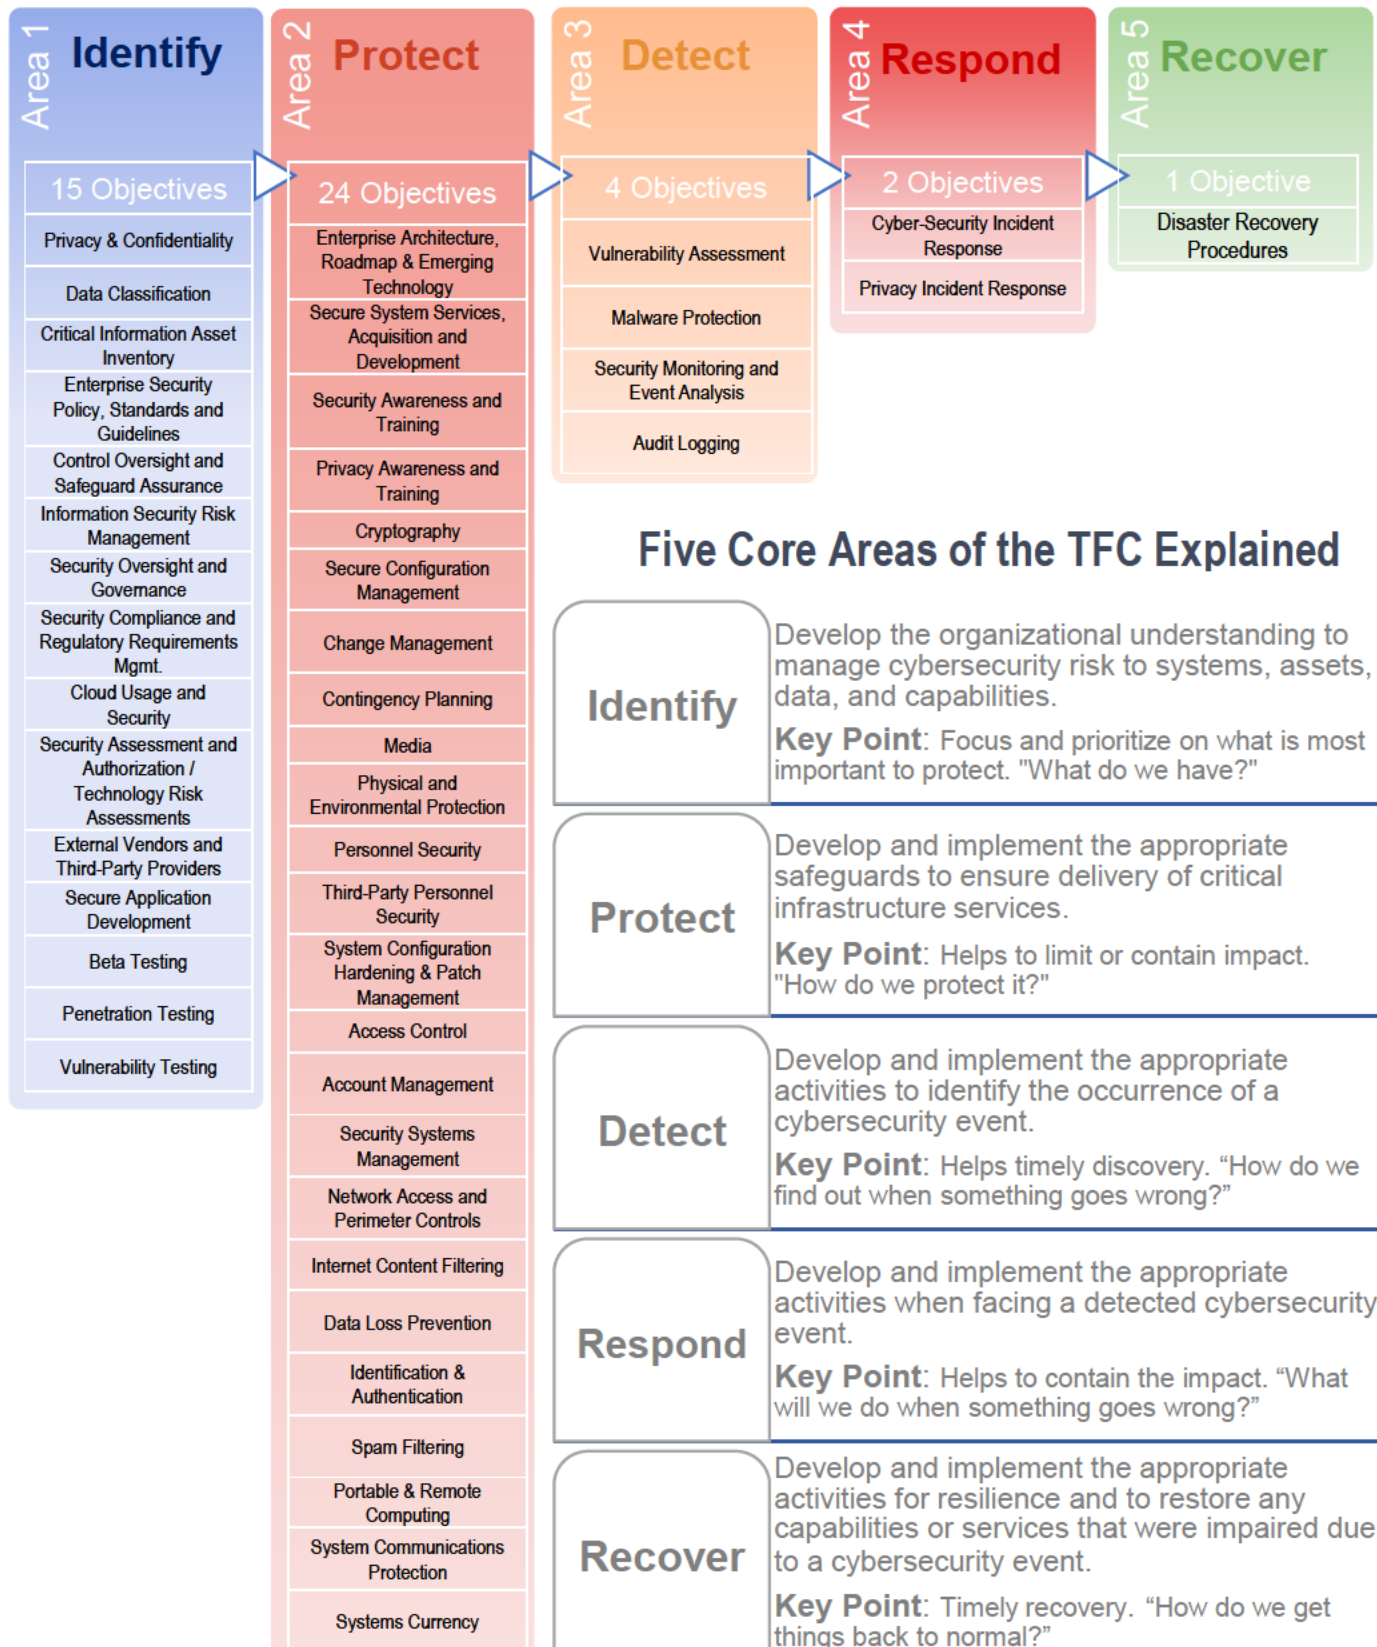 Area 1
Identify
15 Objectives
Privacy & Confidentiality
Data Classification
Critical Information Asset
Inventory
Enterprise Security
Policy, Standards and
Guidelines
Control Oversight and
Safeguard Assurance
Information Security Risk
Management
Security Oversight and
Governance
Security Compliance and
Regulatory Requirements
Mgmt.
Cloud Usage and
Security
Security Assessment and
Authorization /
Technology Risk
Assessments
External Vendors and
Third-Party Providers
Secure Application
Development
Beta Testing
Penetration Testing
Vulnerability Testing
Area 2
Protect
24 Objectives
Enterprise Architecture,
Roadmap & Emerging
Technology
Secure System Services,
Acquisition and
Development
Security Awareness and
Training
Privacy Awareness and
Training
Cryptography
Secure Configuration
Management
Change Management
Contingency Planning
Media
Physical and
Environmental Protection
Personnel Security
Third-Party Personnel
Security
System Configuration
Hardening & Patch
Management
Access Control
Account Management
Security Systems
Management
Network Access and
Perimeter Controls
Internet Content Filtering
Data Loss Prevention
Identification &
Authentication
Spam Filtering
Portable & Remote
Computing
System Communications
Protection
Systems Currency
Area 3
Detect
4 Objectives
Vulnerability Assessment
Malware Protection
Security Monitoring and
Event Analysis
Audit Logging
Area 4
Respond
2 Objectives
Cyber-Security Incident
Response
Privacy Incident Response
Area 5
Recover
1 Objective
Disaster Recovery
Procedures
Five Core Areas of the TFC Explained
Identify
Develop the organizational understanding to
manage cybersecurity risk to systems, assets,
data, and capabilities.
Key Point: Focus and prioritize on what is most
important to protect. "What do we have?"
Protect
Develop and implement the appropriate
safeguards to ensure delivery of critical
infrastructure services.
Key Point: Helps to limit or contain impact.
"How do we protect it?"
Detect
Develop and implement the appropriate
activities to identify the occurrence of a
cybersecurity event.
Key Point: Helps timely discovery. “How do we
find out when something goes wrong?”
Respond
Develop and implement the appropriate
activities when facing a detected cybersecurity
event.
Key Point: Helps to contain the impact. “What
will we do when something goes wrong?”
Recover
Develop and implement the appropriate
activities for resilience and to restore any
capabilities or services that were impaired due
to a cybersecurity event.
Key Point: Timely recovery. “How do we get
things back to normal?”